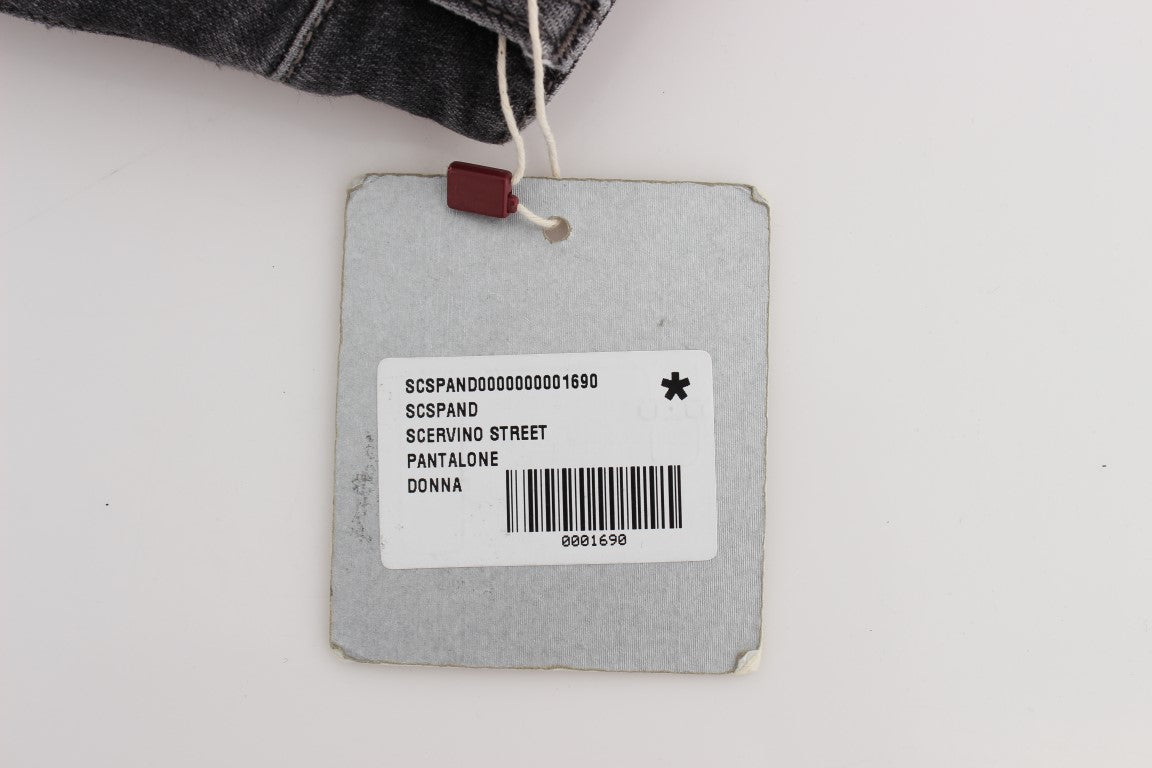 SCSPAND0000000001690
SCSPAND
SCERVINO STREET
PANTALONE
DONNA
0001690